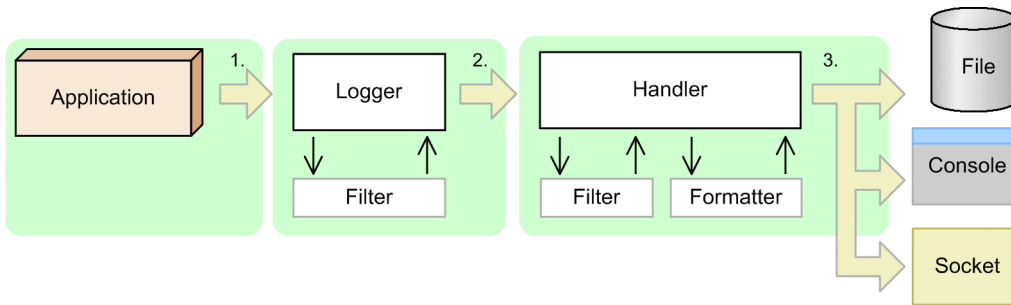 1.
2.
3.
Application
Logger
Handler
File
Filter
Filter
Formatter
Console
Socket